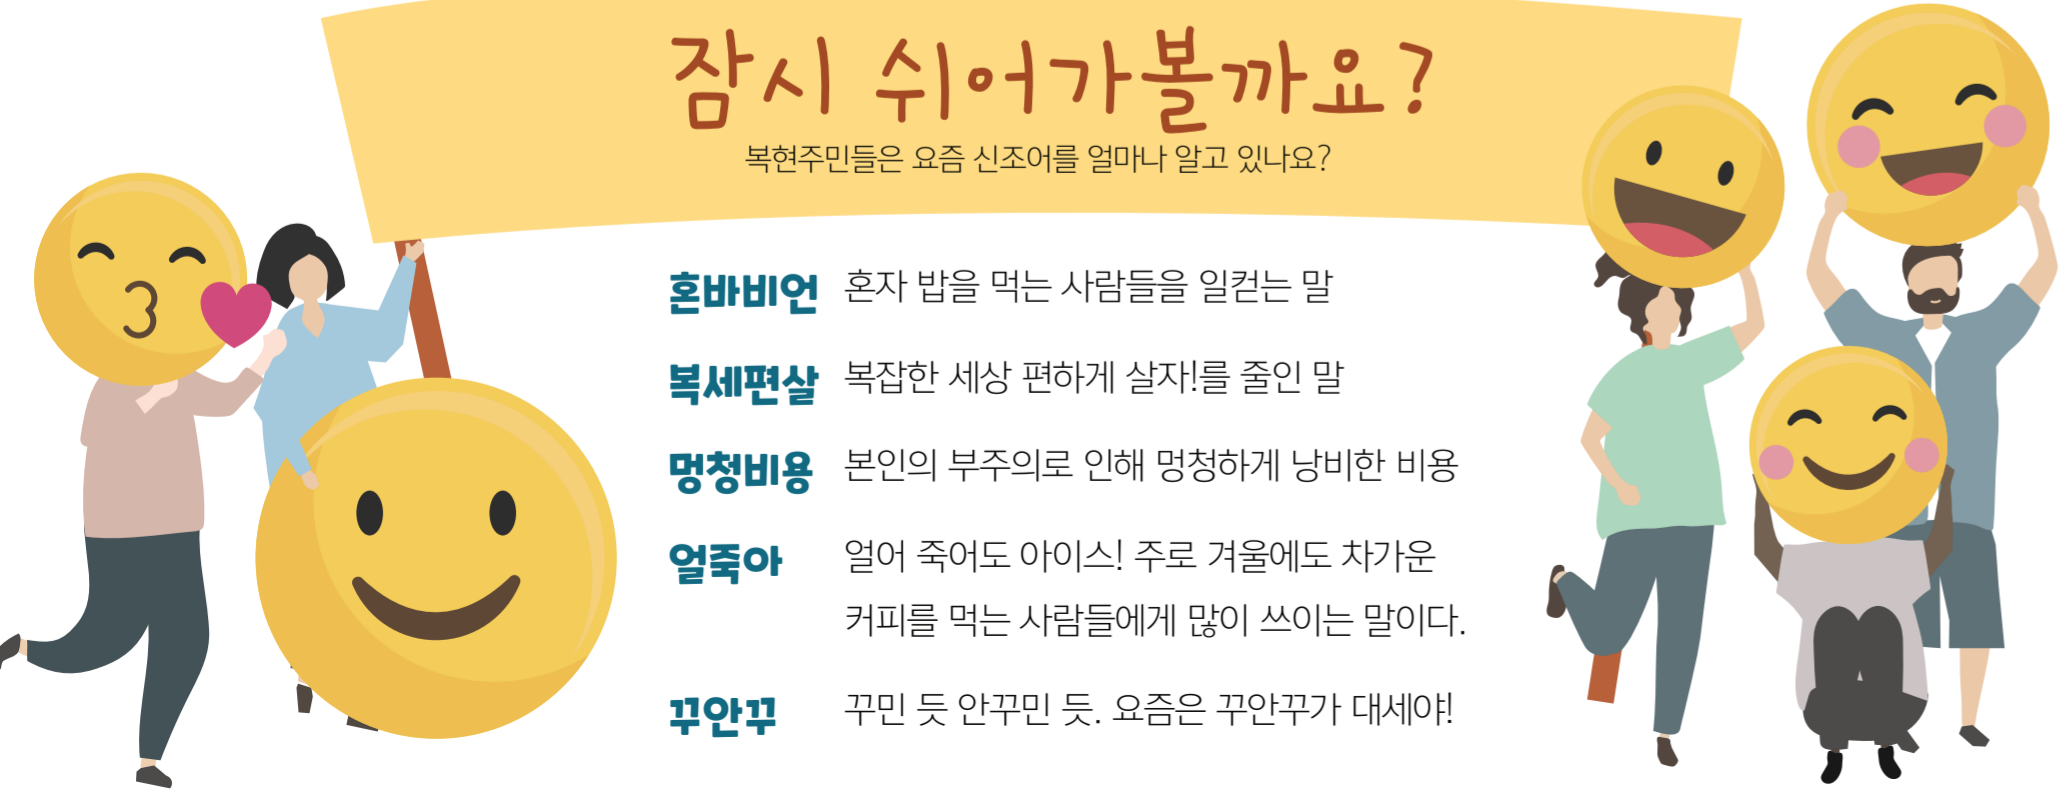 잠시 쉬어가볼까요?
복현주민들은 요즘 신조어를 얼마나 알고 있나요?
혼바비언 혼자 밥을 먹는 사람들을 일컫는 말
복세편살 복잡한 세상 편하게 살자!를 줄인 말
멍청비용 본인의 부주의로 인해 멍청하게 낭비한 비용
얼죽아 얼어 죽어도 아이스! 주로 겨울에도 차가운
커피를 먹는 사람들에게 많이 쓰이는 말이다.
꾸안꾸 꾸민 듯 안꾸민 듯. 요즘은 꾸안꾸가 대세야!